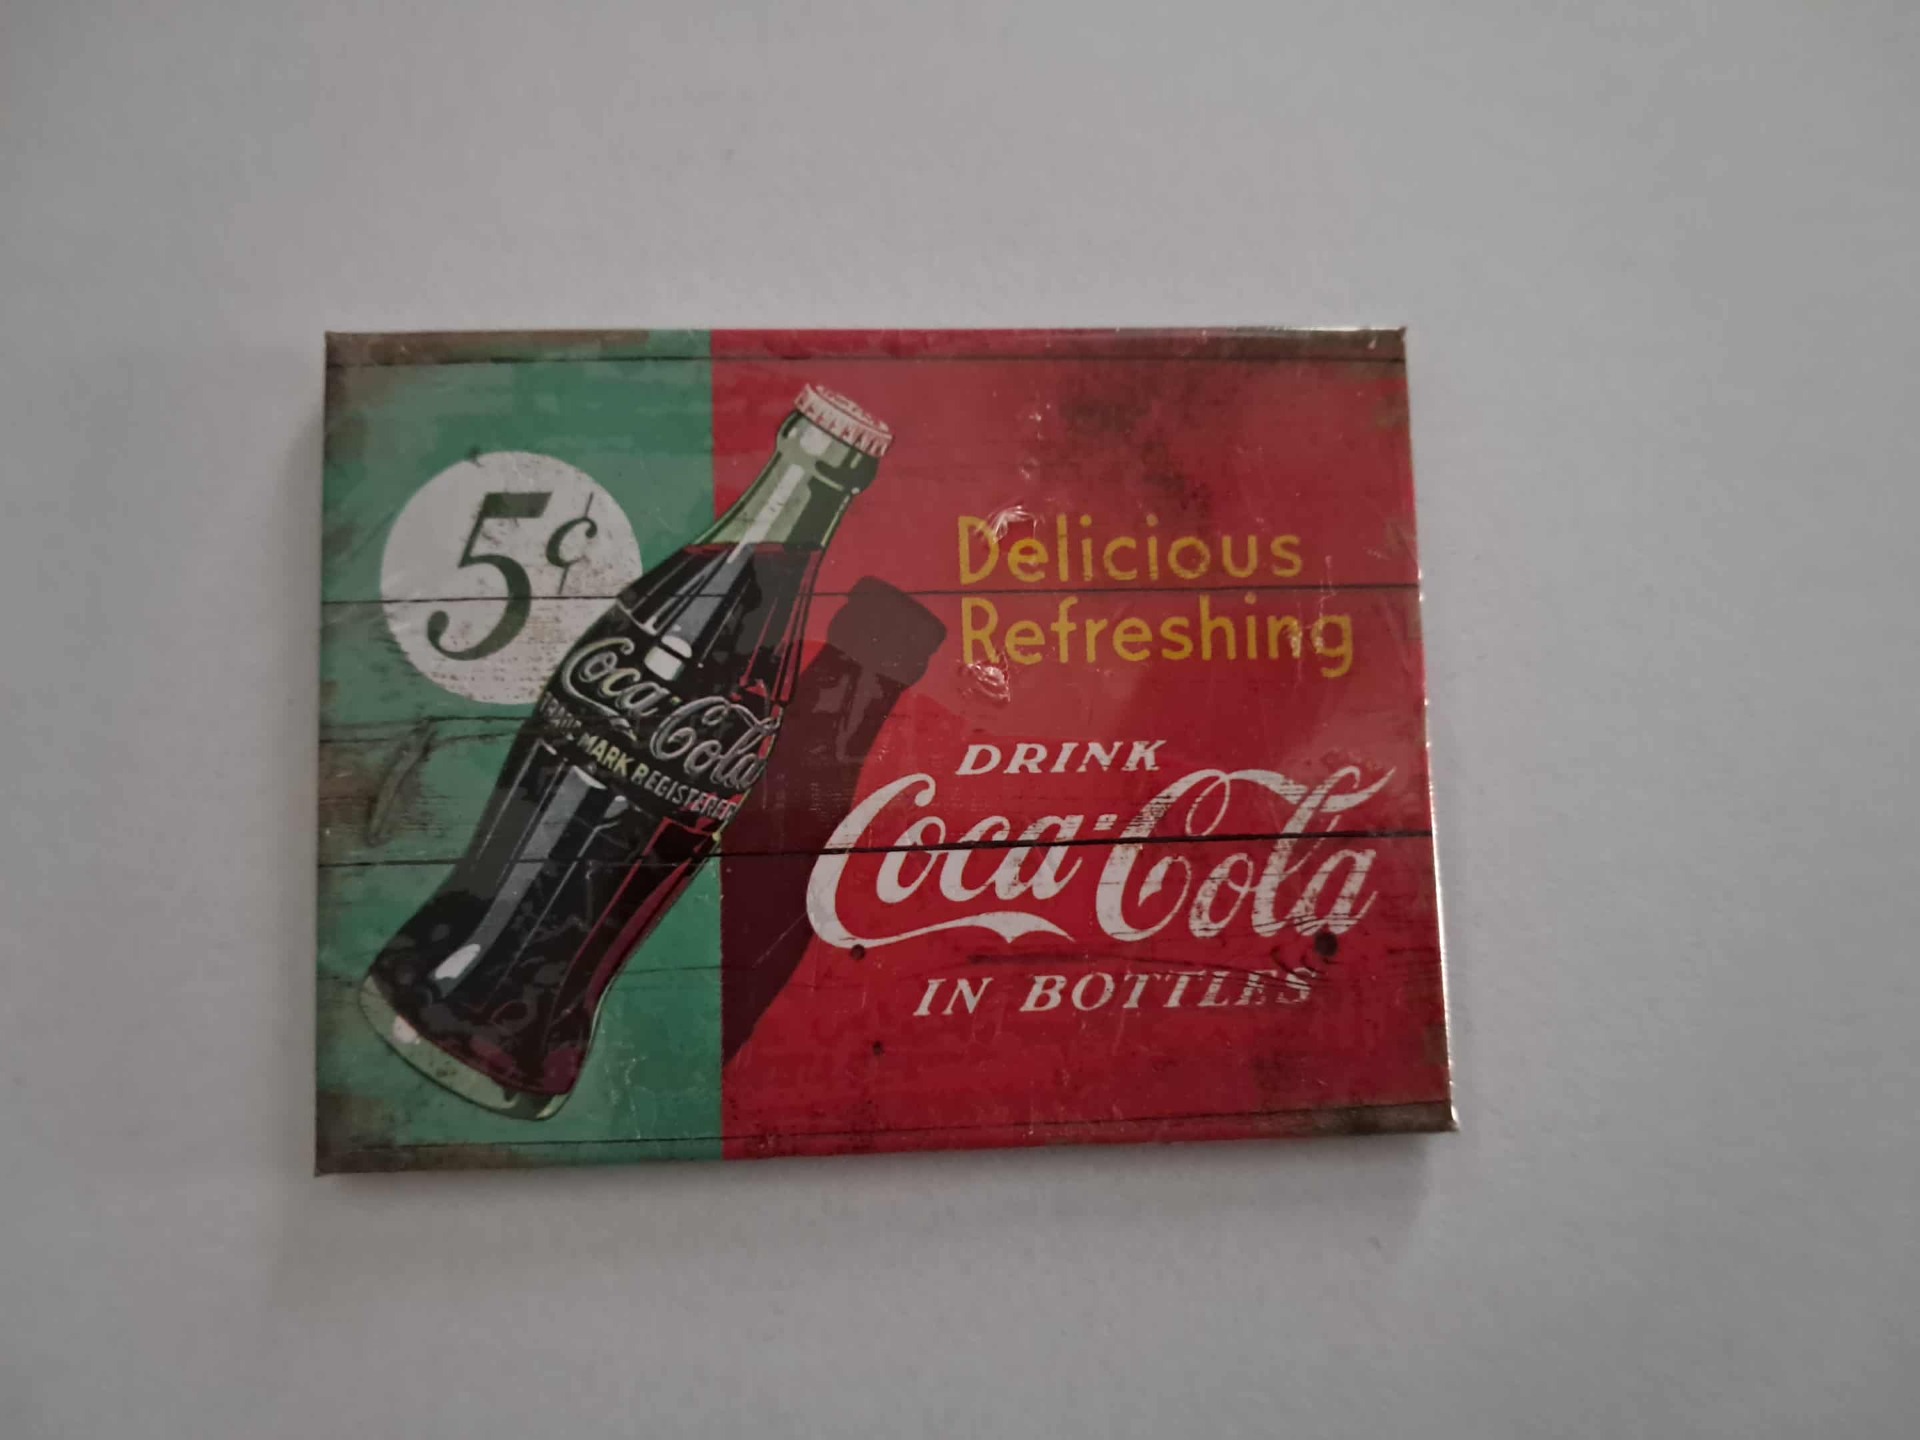 5¢
Delicious
Refreshing
Coca-Cola
TRADE MARK REGISTERED
DRINK
Coca-Cola
IN BOTTLES